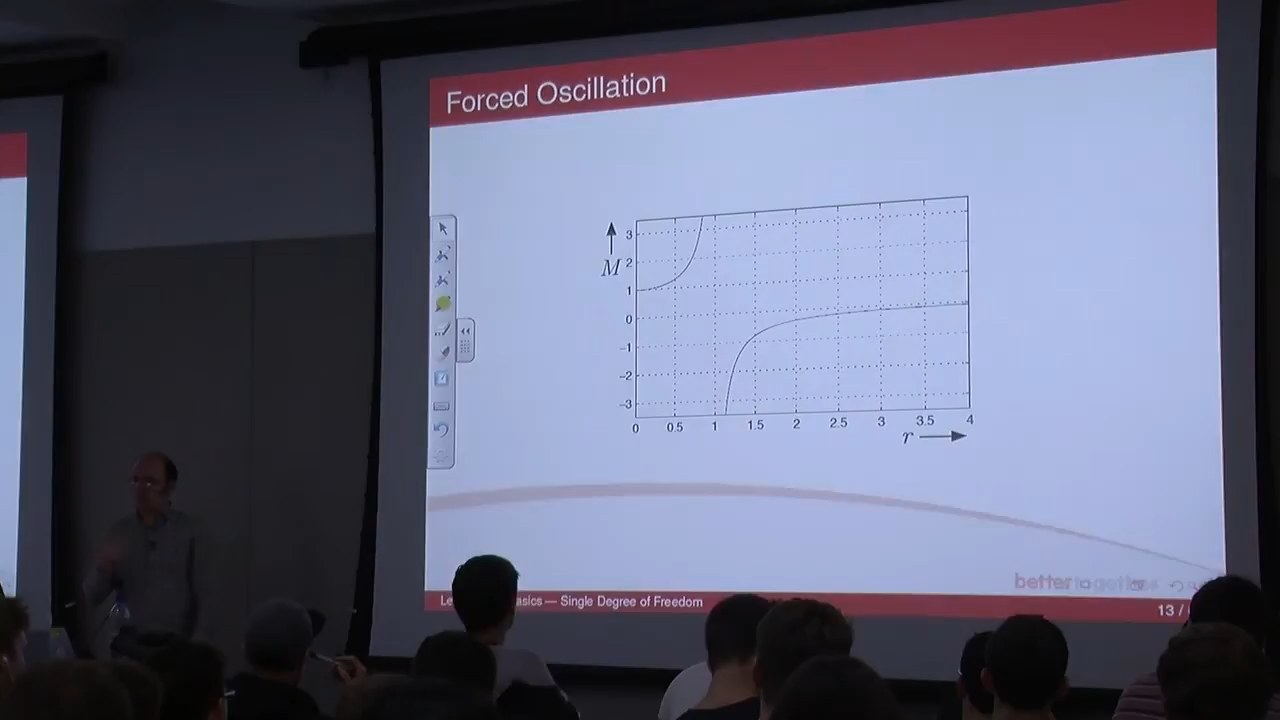 Forced Oscillation
M
3
2
1
0
−1
−2
−3
0 0.5 1 1.5 2 2.5 3 3.5 4
r
better
Single Degree of Freedom
13 /